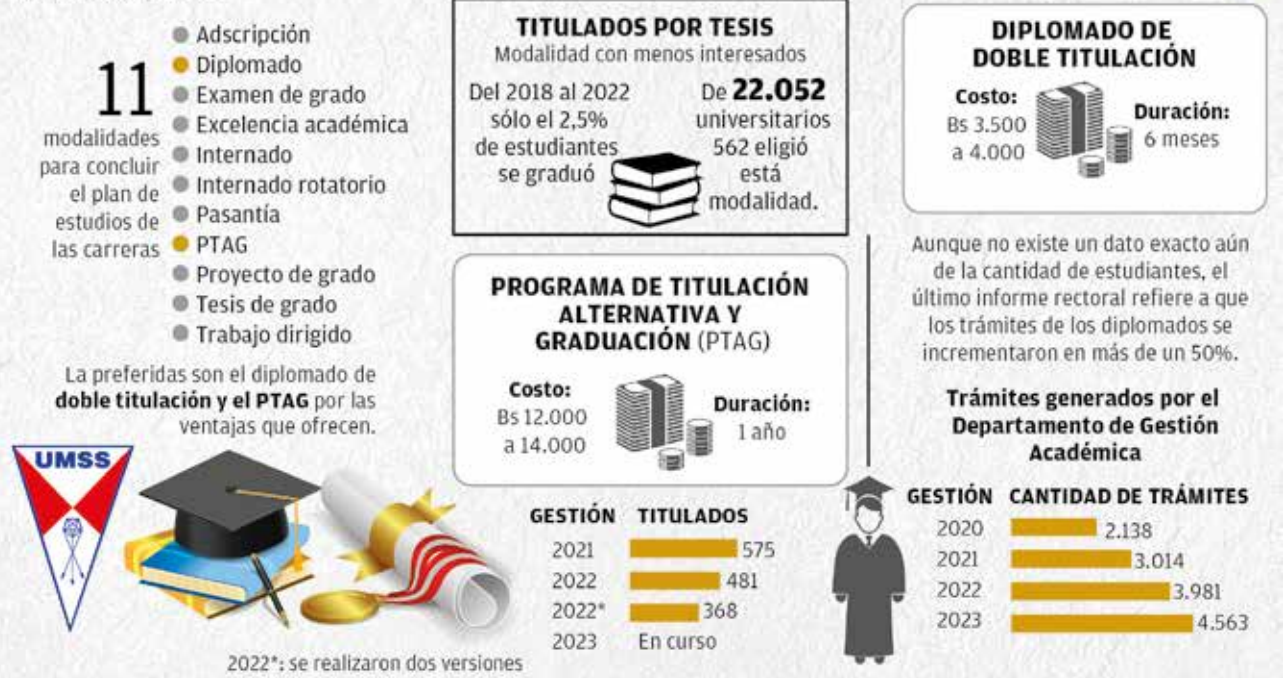 11
modalidades
para concluir
el plan de
estudios de
las carreras
Adscripción
Diplomado
Examen de grado
Excelencia académica
Internado
Internado rotatorio
Pasantía
PTAG
Proyecto de grado
Tesis de grado
Trabajo dirigido
La preferidas son el diplomado de
doble titulación y el PTAG por las
ventajas que ofrecen.
UMSS
TITULADOS POR TESIS
Modalidad con menos interesados
Del 2018 al 2022
sólo el 2,5%
de estudiantes
se graduó
De 22.052
universitarios
562 eligió
está
modalidad.
PROGRAMA DE TITULACIÓN
ALTERNATIVA Y
GRADUACIÓN (PTAG)
Costo:
Bs 12.000
a 14.000
Duración:
1 año
GESTIÓN TITULADOS
2021 575
2022 481
2022* 368
2023 En curso
2022*: se realizaron dos versiones
DIPLOMADO DE
DOBLE TITULACIÓN
Costo:
Bs 3.500
a 4.000
Duración:
6 meses
Aunque no existe un dato exacto aún
de la cantidad de estudiantes, el
último informe rectoral refiere a que
los trámites de los diplomados se
incrementaron en más de un 50%.
Trámites generados por el
Departamento de Gestión
Académica
GESTIÓN CANTIDAD DE TRÁMITES
2020 2.138
2021 3.014
2022 3.981
2023 4.563